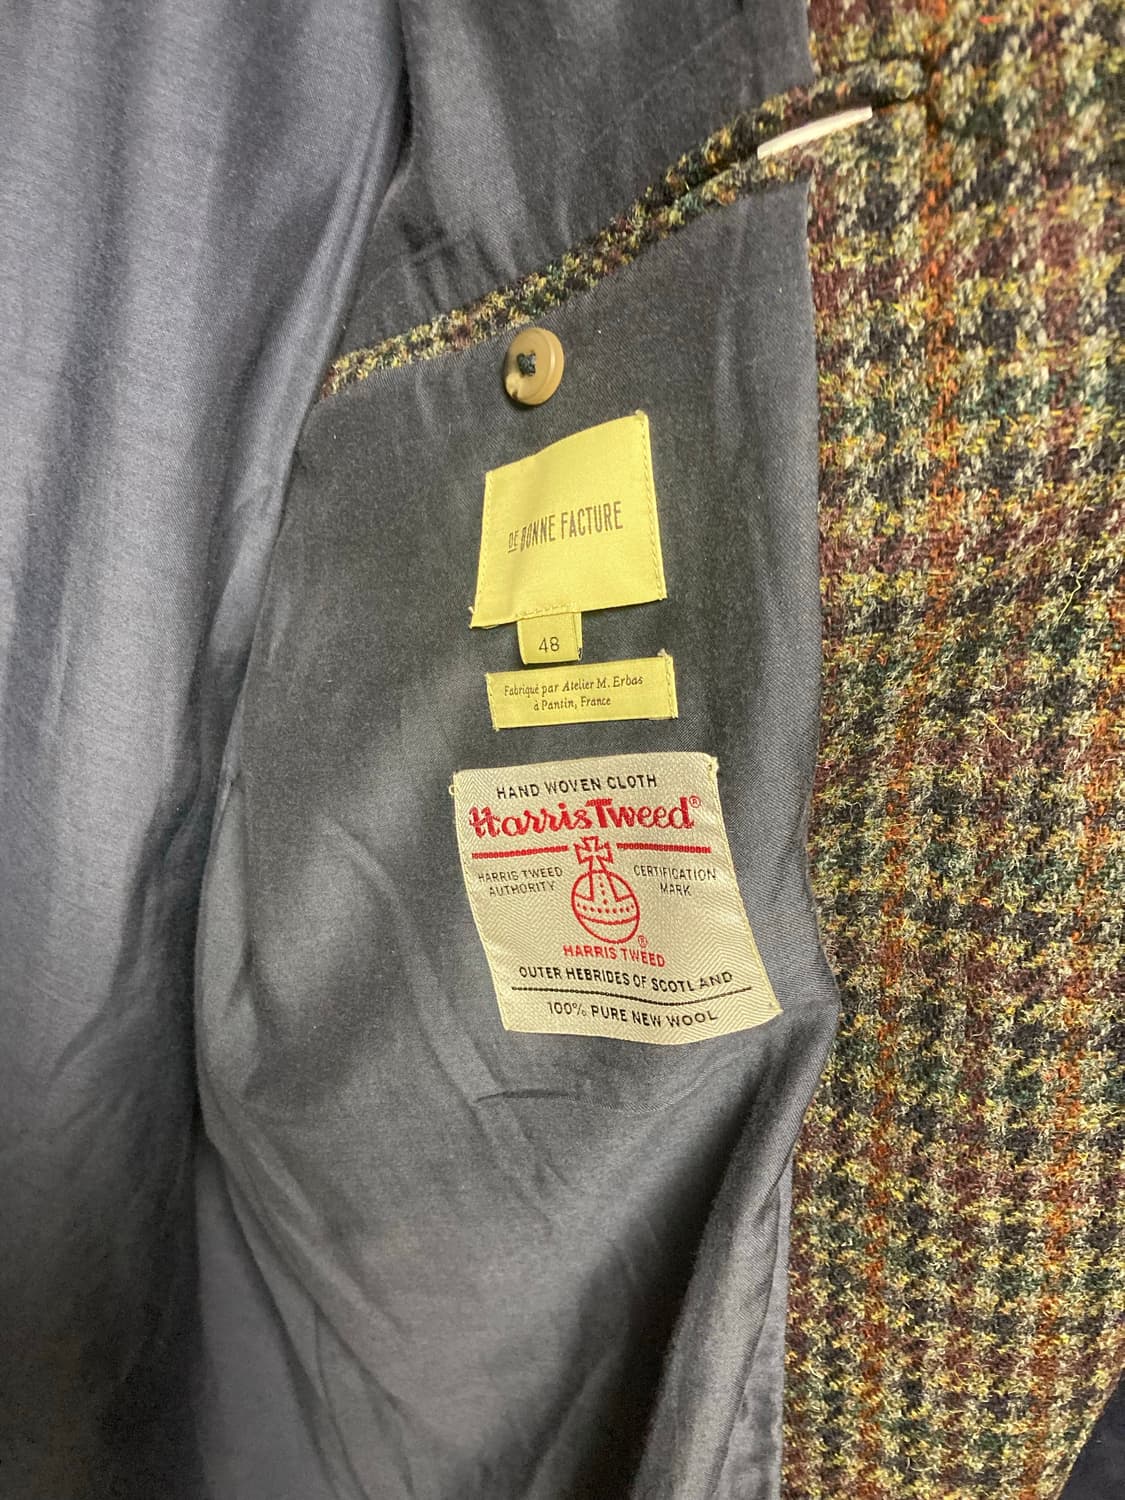 DE BONNE FACTURE
48
Fabriqué par Atelier M. Erbas
à Pantin, France
HAND WOVEN CLOTH
Harris Tweed®
HARRIS TWEED CERTIFICATION
AUTHORITY MARK
®
HARRIS TWEED
OUTER HEBRIDES OF SCOTLAND
100% PURE NEW WOOL